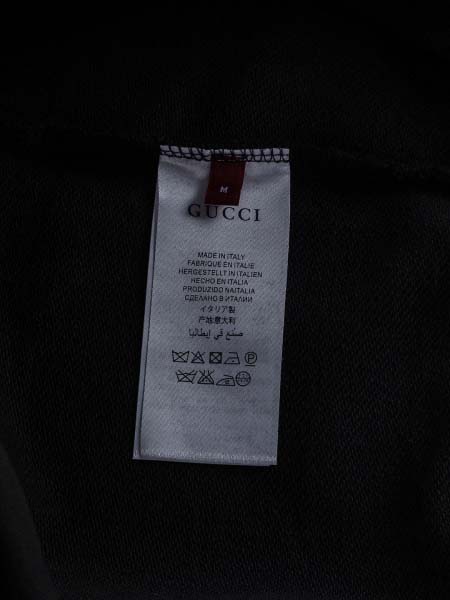 M
GUCCI
MADE IN ITALY
FABRIQUE EN ITALIE
HERGESTELLT IN ITALIEN
HECHO EN ITALIA
PRODUZIDO NA ITALIA
СДЕЛАНО В ИТАЛИИ
イタリア製
产地意大利
صنع في إيطاليا
P